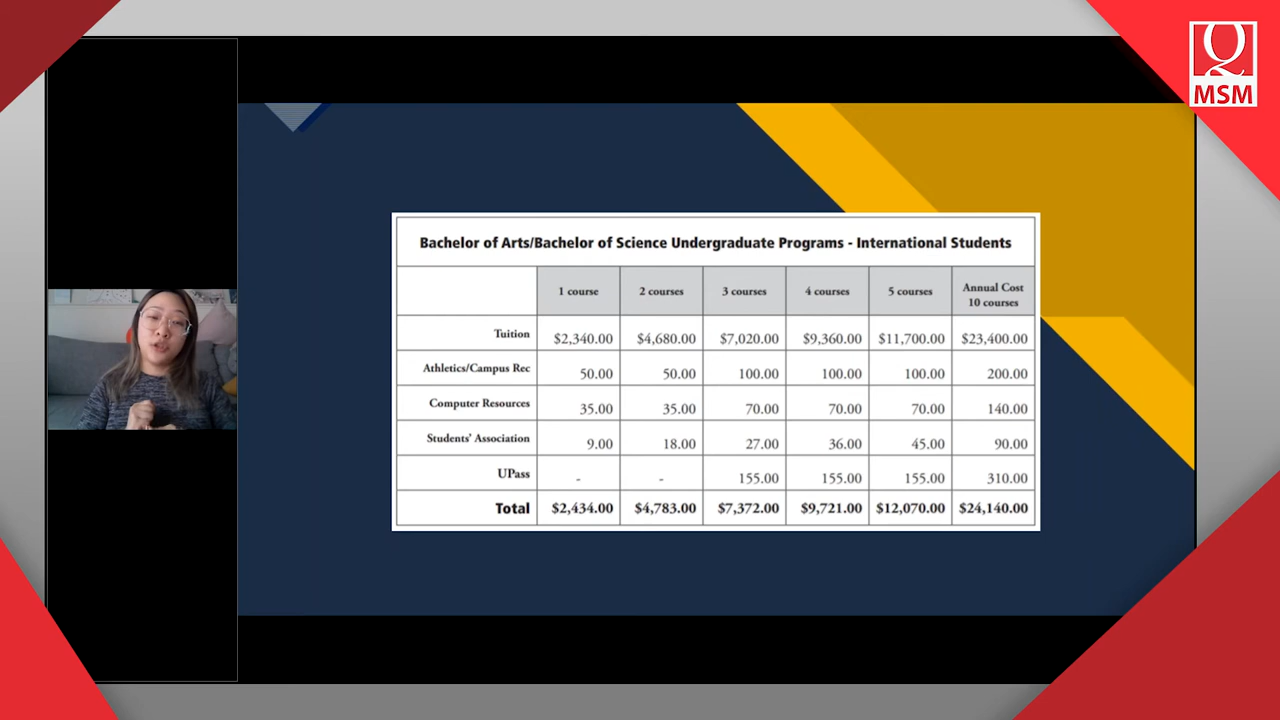 Q
MSM
Bachelor of Arts/Bachelor of Science Undergraduate Programs - International Students
1 course 2 courses 3 courses 4 courses 5 courses Annual Cost 10 courses
Tuition $2,340.00 $4,680.00 $7,020.00 $9,360.00 $11,700.00 $23,400.00
Athletics/Campus Rec 50.00 50.00 100.00 100.00 100.00 200.00
Computer Resources 35.00 35.00 70.00 70.00 70.00 140.00
Students' Association 9.00 18.00 27.00 36.00 45.00 90.00
UPass - - 155.00 155.00 155.00 310.00
Total $2,434.00 $4,783.00 $7,372.00 $9,721.00 $12,070.00 $24,140.00